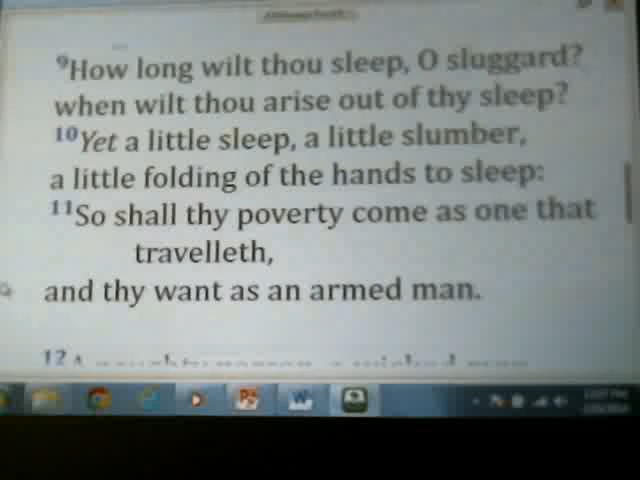 9How long wilt thou sleep, O sluggard?
when wilt thou arise out of thy sleep?
10Yet a little sleep, a little slumber,
a little folding of the hands to sleep:
11So shall thy poverty come as one that
travelleth,
and thy want as an armed man.
12 A